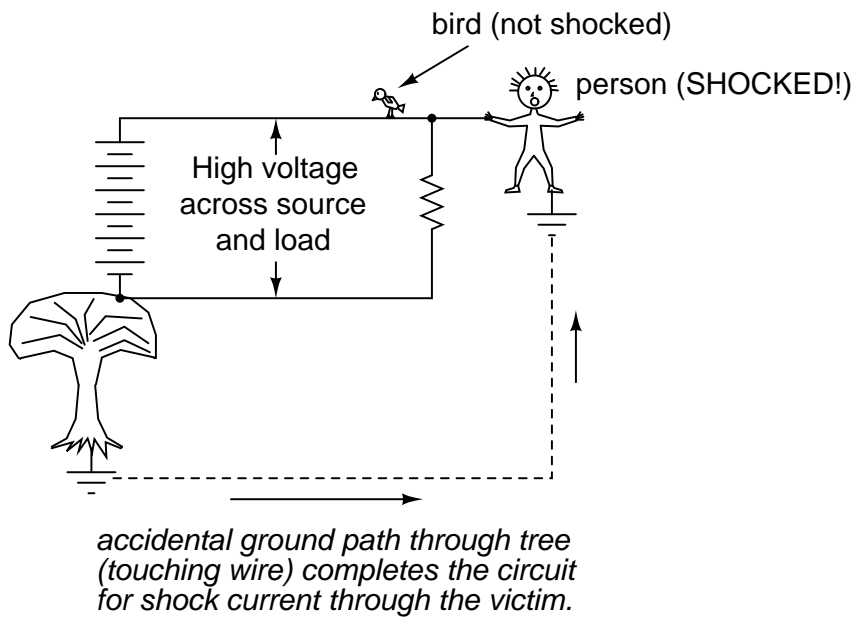 bird (not shocked)
person (SHOCKED!)
High voltage
across source
and load
accidental ground path through tree
(touching wire) completes the circuit
for shock current through the victim.